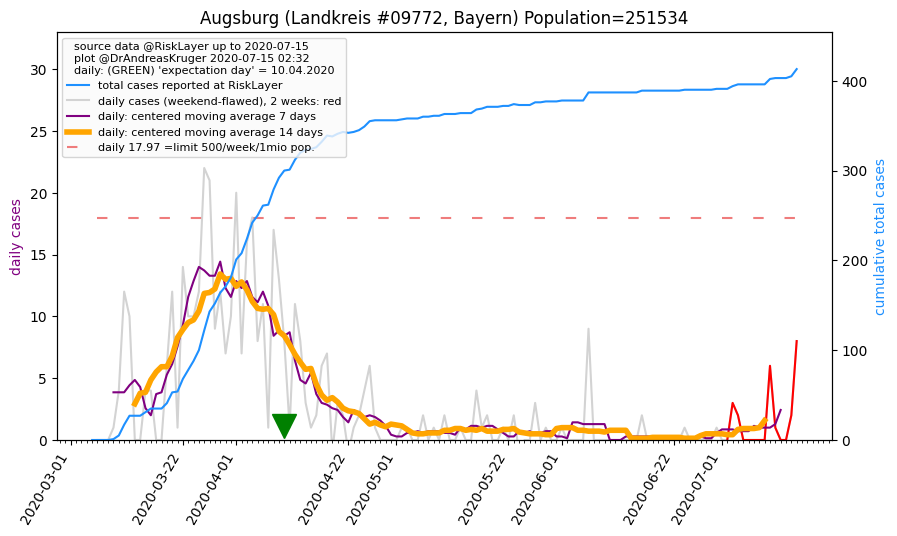 Augsburg (Landkreis #09772, Bayern) Population=251534
source data @RiskLayer up to 2020-07-15
plot @DrAndreasKruger 2020-07-15 02:32
daily: (GREEN) 'expectation day' = 10.04.2020
total cases reported at RiskLayer
daily cases (weekend-flawed), 2 weeks: red
daily: centered moving average 7 days
daily: centered moving average 14 days
daily 17.97 =limit 500/week/1mio pop.
daily cases
30
25
20
15
10
5
0
cumulative total cases
400
300
200
100
0
2020-03-01
2020-03-22
2020-04-01
2020-04-22
2020-05-01
2020-05-22
2020-06-01
2020-06-22
2020-07-01